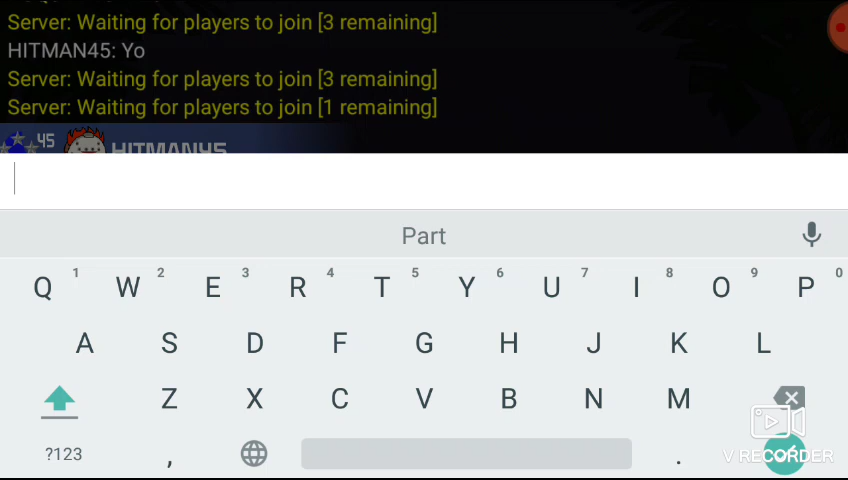 Server: Waiting for players to join [3 remaining]
HITMAN45: Yo
Server: Waiting for players to join [3 remaining]
Server: Waiting for players to join [1 remaining]
45 HITMAN45
Part
Q 1 W 2 E 3 R 4 T 5 Y 6 U 7 I 8 O 9 P 0
A S D F G H J K L
Z X C V B N M
?123 , .
V RECORDER